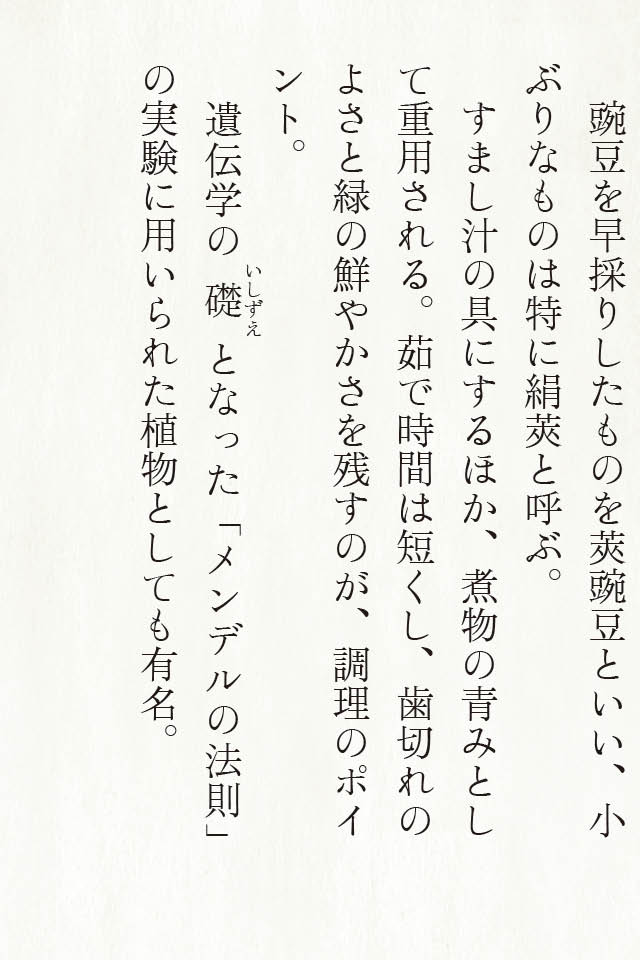 豌豆を早採りしたものを莢豌豆といい、小
ぶりなものは特に絹莢と呼ぶ。
すまし汁の具にするほか、煮物の青みとし
て重用される。茹で時間は短くし、歯切れの
よさと緑の鮮やかさを残すのが、調理のポイ
ント。
遺伝学の礎となった「メンデルの法則」
いしずえ
の実験に用いられた植物としても有名。